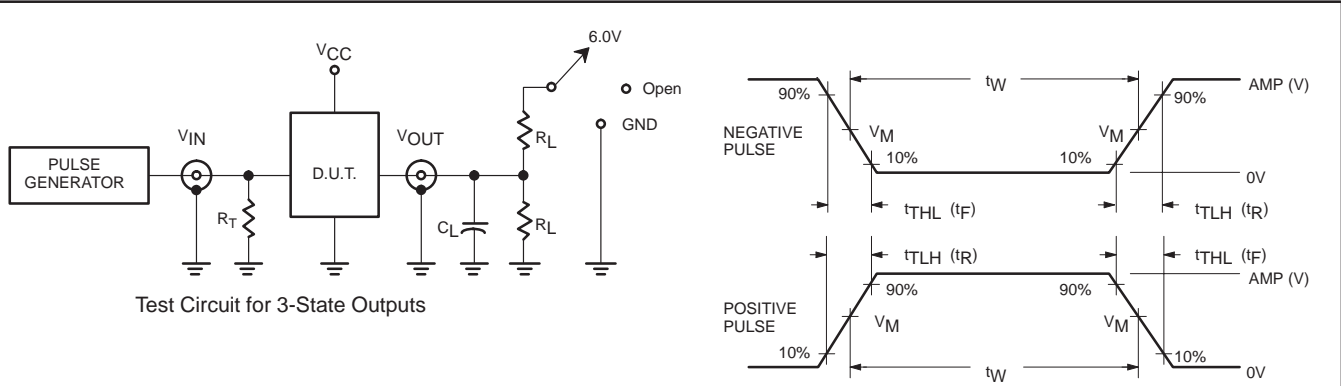 6.0V
VCC
Open
GND
VIN
VOUT
RL
PULSE
GENERATOR
D.U.T.
RT
CL
RL
Test Circuit for 3-State Outputs
tW
AMP (V)
90%
90%
NEGATIVE
PULSE
VM
VM
10%
10%
0V
tTHL (tF)
tTLH (tR)
tTLH (tR)
tTHL (tF)
AMP (V)
90%
90%
POSITIVE
PULSE
VM
VM
10%
10%
tW
0V